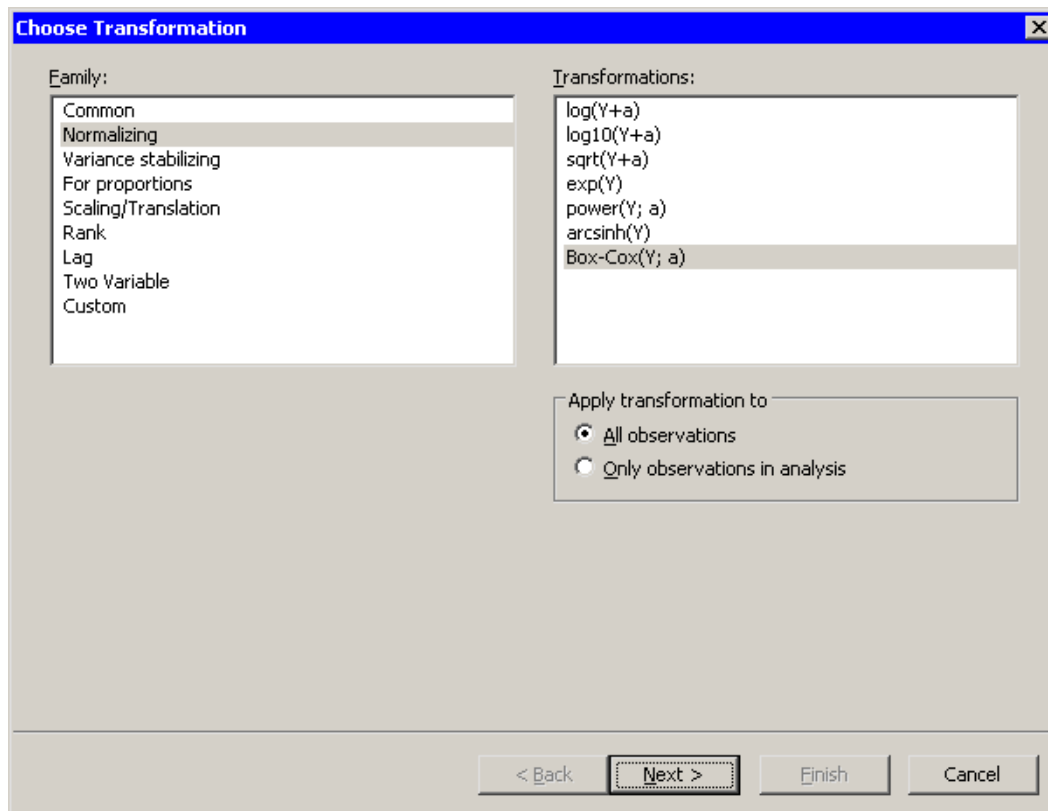 Choose Transformation
Family:
Common
Normalizing
Variance stabilizing
For proportions
Scaling/Translation
Rank
Lag
Two Variable
Custom
Transformations:
log(Y+a)
log10(Y+a)
sqrt(Y+a)
exp(Y)
power(Y; a)
arcsinh(Y)
Box-Cox(Y; a)
Apply transformation to
All observations
Only observations in analysis
< Back Next > Finish Cancel